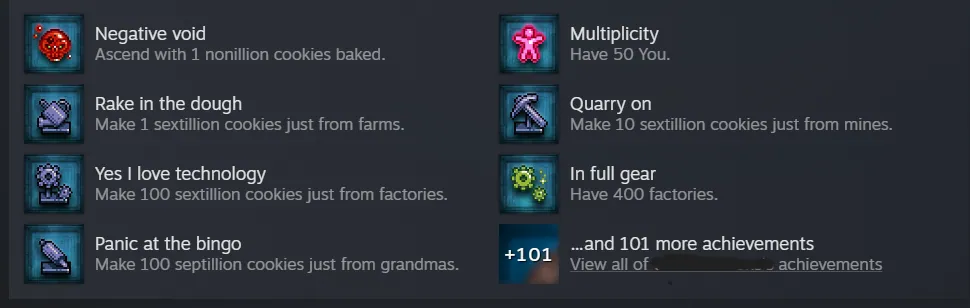 Negative void
Ascend with 1 nonillion cookies baked.
Multiplicity
Have 50 You.
Rake in the dough
Make 1 sextillion cookies just from farms.
Quarry on
Make 10 sextillion cookies just from mines.
Yes I love technology
Make 100 sextillion cookies just from factories.
In full gear
Have 400 factories.
Panic at the bingo
Make 100 septillion cookies just from grandmas.
+101
...and 101 more achievements
View all of achievements